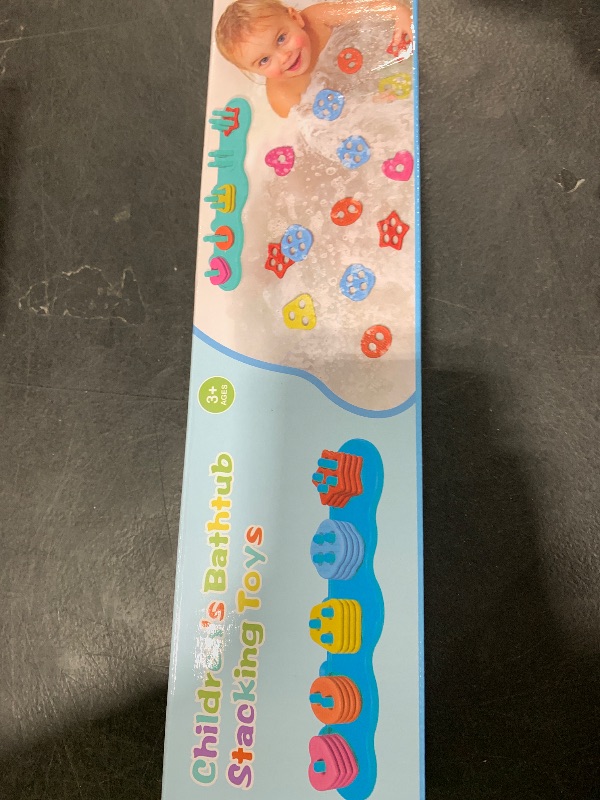 Children's Bathtub
Stacking Toys
3+
AGES